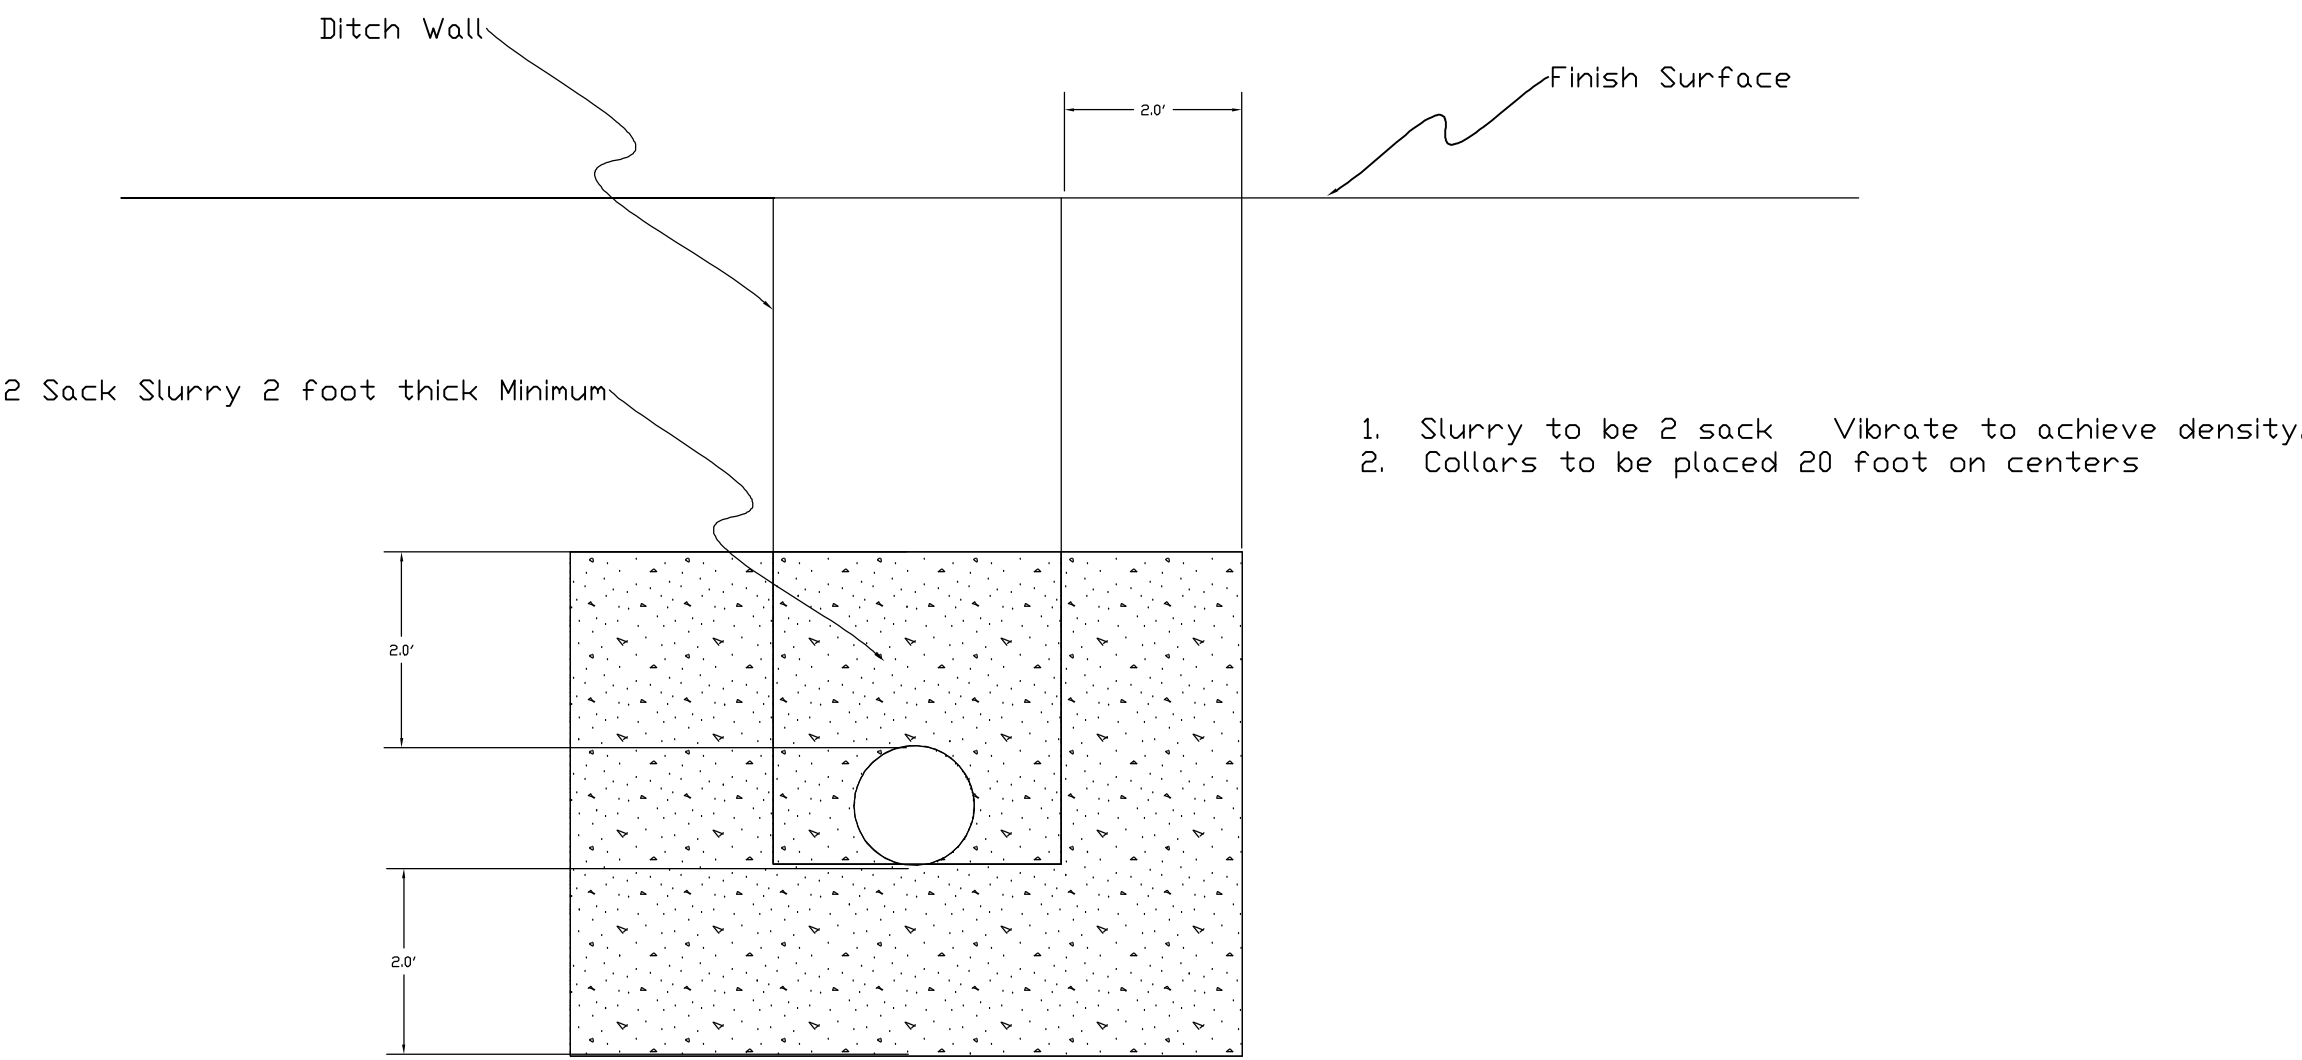 Ditch Wall
Finish Surface
2.0'
2 Sack Slurry 2 foot thick Minimum
1. Slurry to be 2 sack Vibrate to achieve density.
2. Collars to be placed 20 foot on centers
2.0'
2.0'